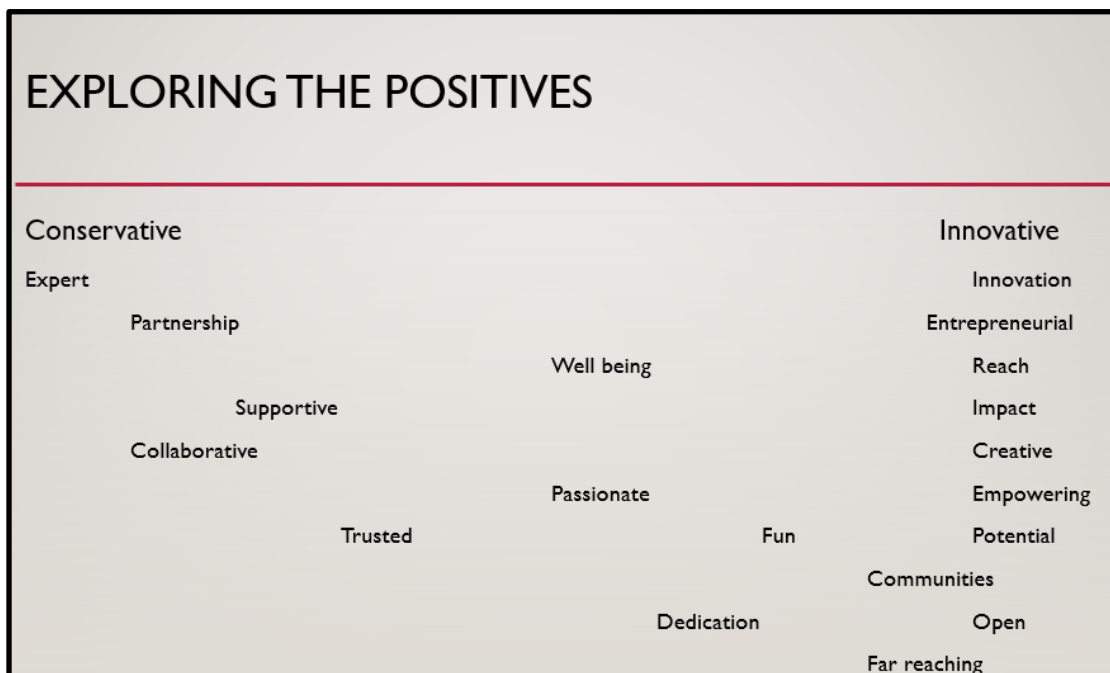 EXPLORING THE POSITIVES
Conservative Innovative
Expert Innovation
Partnership Entrepreneurial
Well being Reach
Supportive Impact
Collaborative Creative
Passionate Empowering
Trusted Fun Potential
Communities
Dedication Open
Far reaching